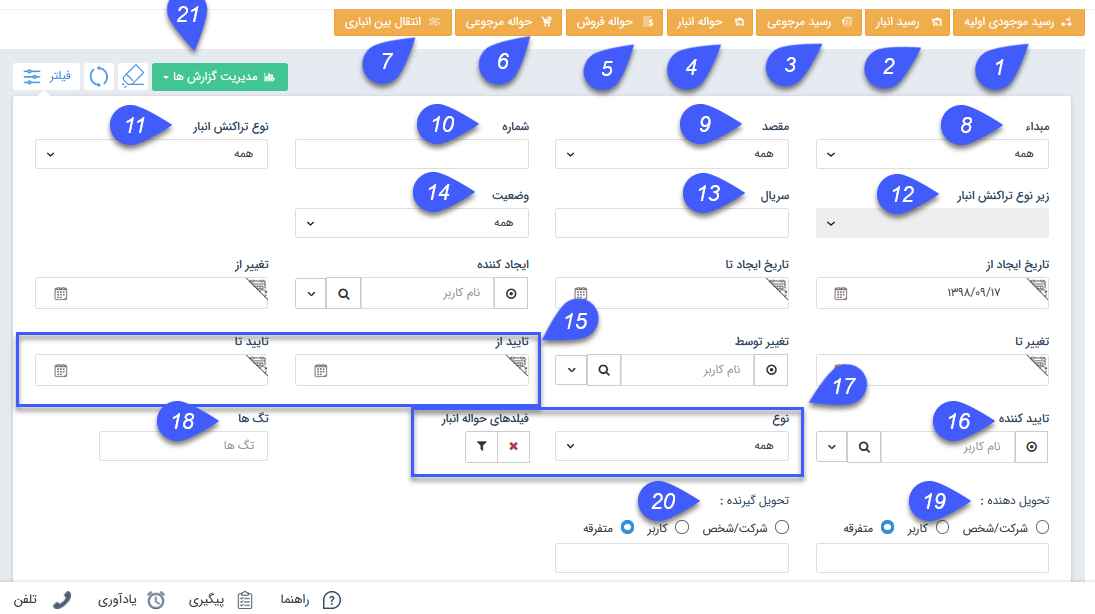 رسید موجودی اولیه رسید انبار رسید مرجوعی حواله انبار حواله فروش حواله مرجوعی انتقال بین انباری
1 2 3 4 5 6 7 21
مدیریت گزارش ها فیلتر
مبداء 8 مقصد 9 شماره 10 نوع تراکنش انبار 11
همه همه همه
زیر نوع تراکنش انبار 12 سریال 13 وضعیت 14
همه
تاریخ ایجاد از تاریخ ایجاد تا ایجاد کننده تغییر از
۱۳۹۸/۰۹/۱۷ نام کاربر
15
تغییر تا تغییر توسط تایید از تایید تا
نام کاربر
17
تایید کننده 16 نوع فیلدهای حواله انبار تگ ها 18
نام کاربر همه تگ ها
تحویل دهنده : 19 تحویل گیرنده : 20
شرکت/شخص کاربر متفرقه شرکت/شخص کاربر متفرقه
راهنما پیگیری یادآوری تلفن